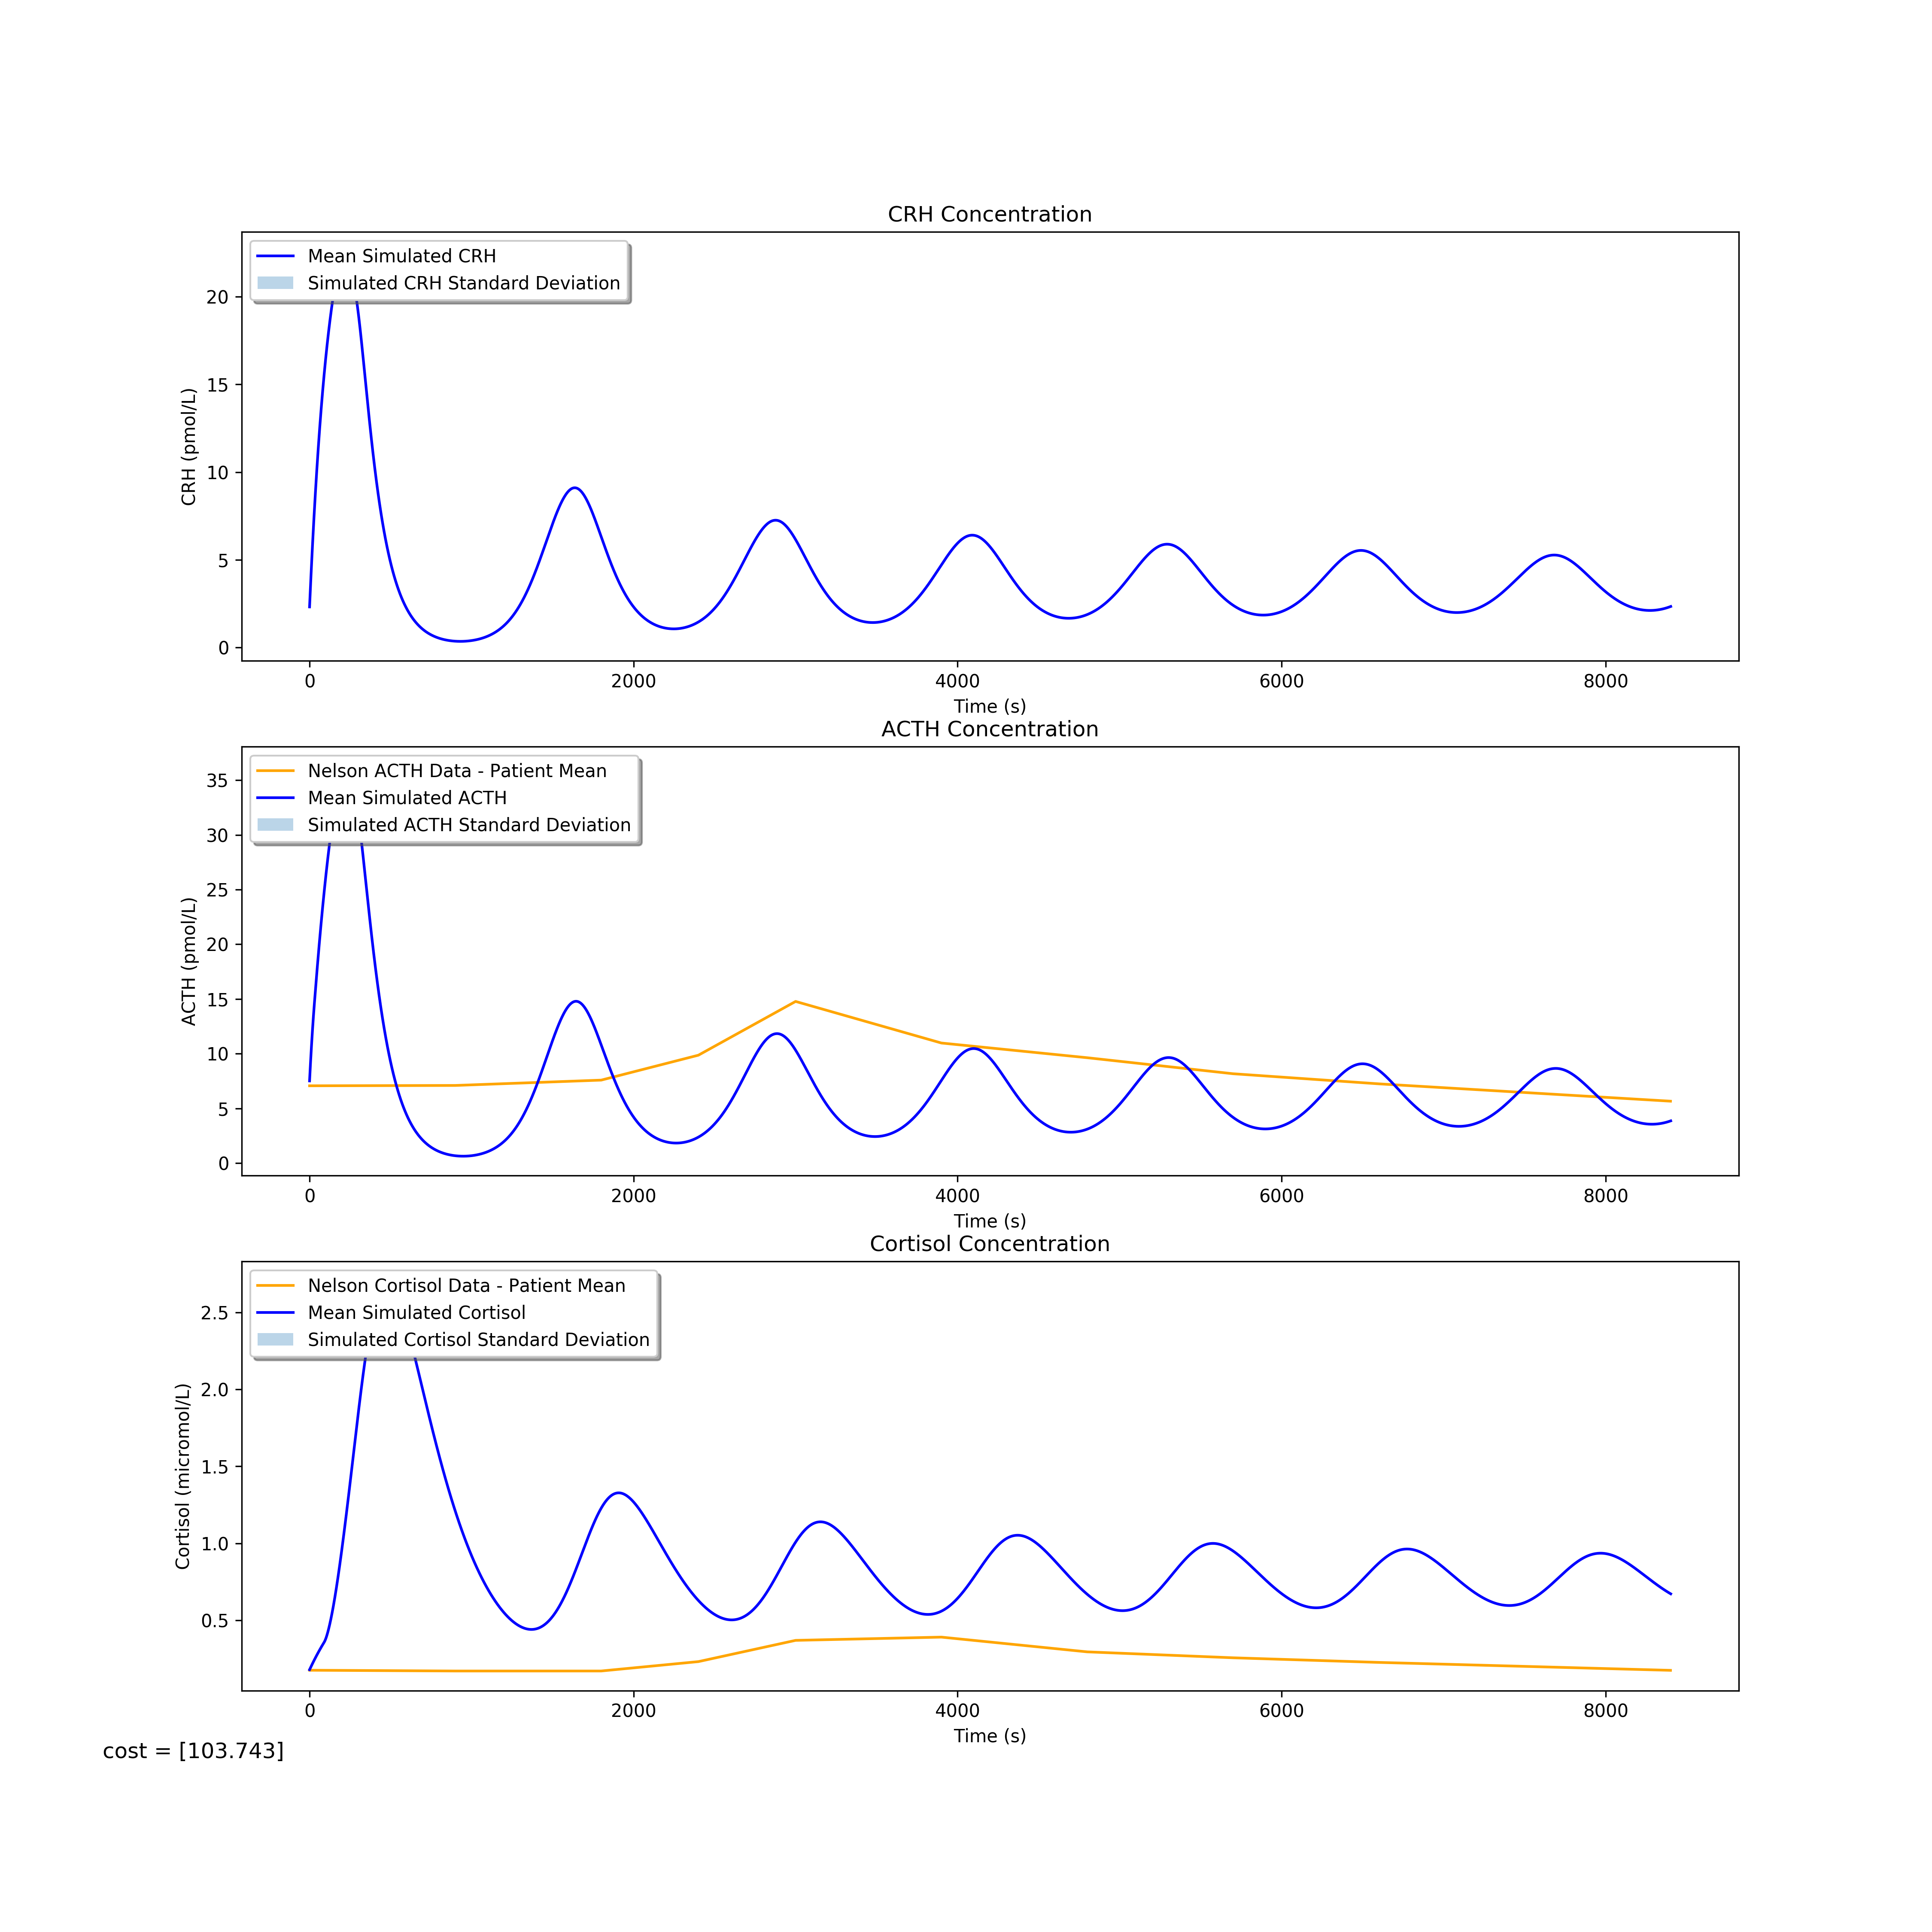 CRH Concentration
Mean Simulated CRH
Simulated CRH Standard Deviation
20
15
10
5
0
CRH (pmol/L)
0 2000 4000 6000 8000
Time (s)
ACTH Concentration
Nelson ACTH Data - Patient Mean
Mean Simulated ACTH
Simulated ACTH Standard Deviation
35
30
25
20
15
10
5
0
ACTH (pmol/L)
0 2000 4000 6000 8000
Time (s)
Cortisol Concentration
Nelson Cortisol Data - Patient Mean
Mean Simulated Cortisol
Simulated Cortisol Standard Deviation
2.5
2.0
1.5
1.0
0.5
Cortisol (micromol/L)
0 2000 4000 6000 8000
Time (s)
cost = [103.743]